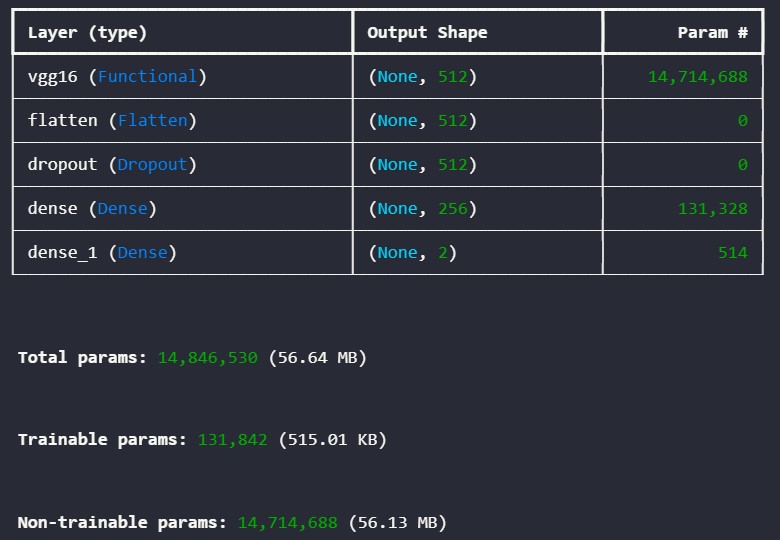 Layer (type) Output Shape Param #
vgg16 (Functional) (None, 512) 14,714,688
flatten (Flatten) (None, 512) 0
dropout (Dropout) (None, 512) 0
dense (Dense) (None, 256) 131,328
dense_1 (Dense) (None, 2) 514
Total params: 14,846,530 (56.64 MB)
Trainable params: 131,842 (515.01 KB)
Non-trainable params: 14,714,688 (56.13 MB)